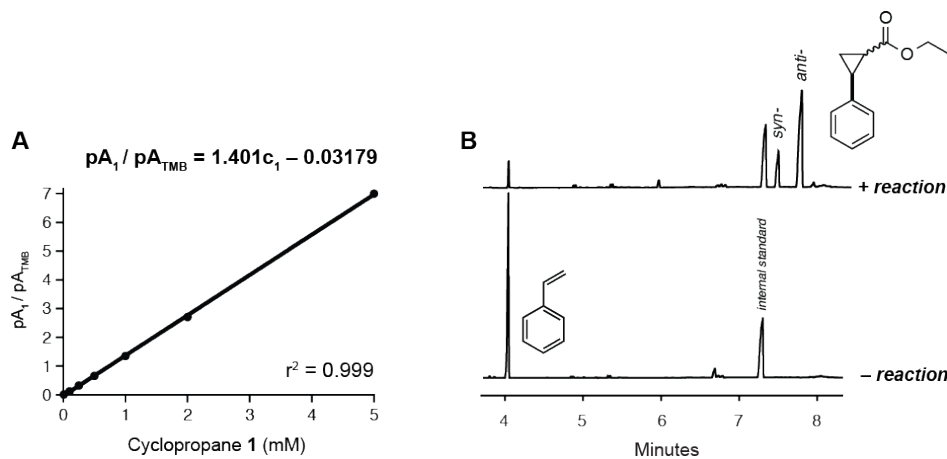 A
pA₁ / pA_TMB = 1.401c₁ – 0.03179
7
6
5
4
3
2
1
0
pA₁ / pA_TMB
r² = 0.999
0
1
2
3
4
5
Cyclopropane 1 (mM)
B
O
O
syn-
anti-
+ reaction
internal standard
– reaction
4
5
6
7
8
Minutes